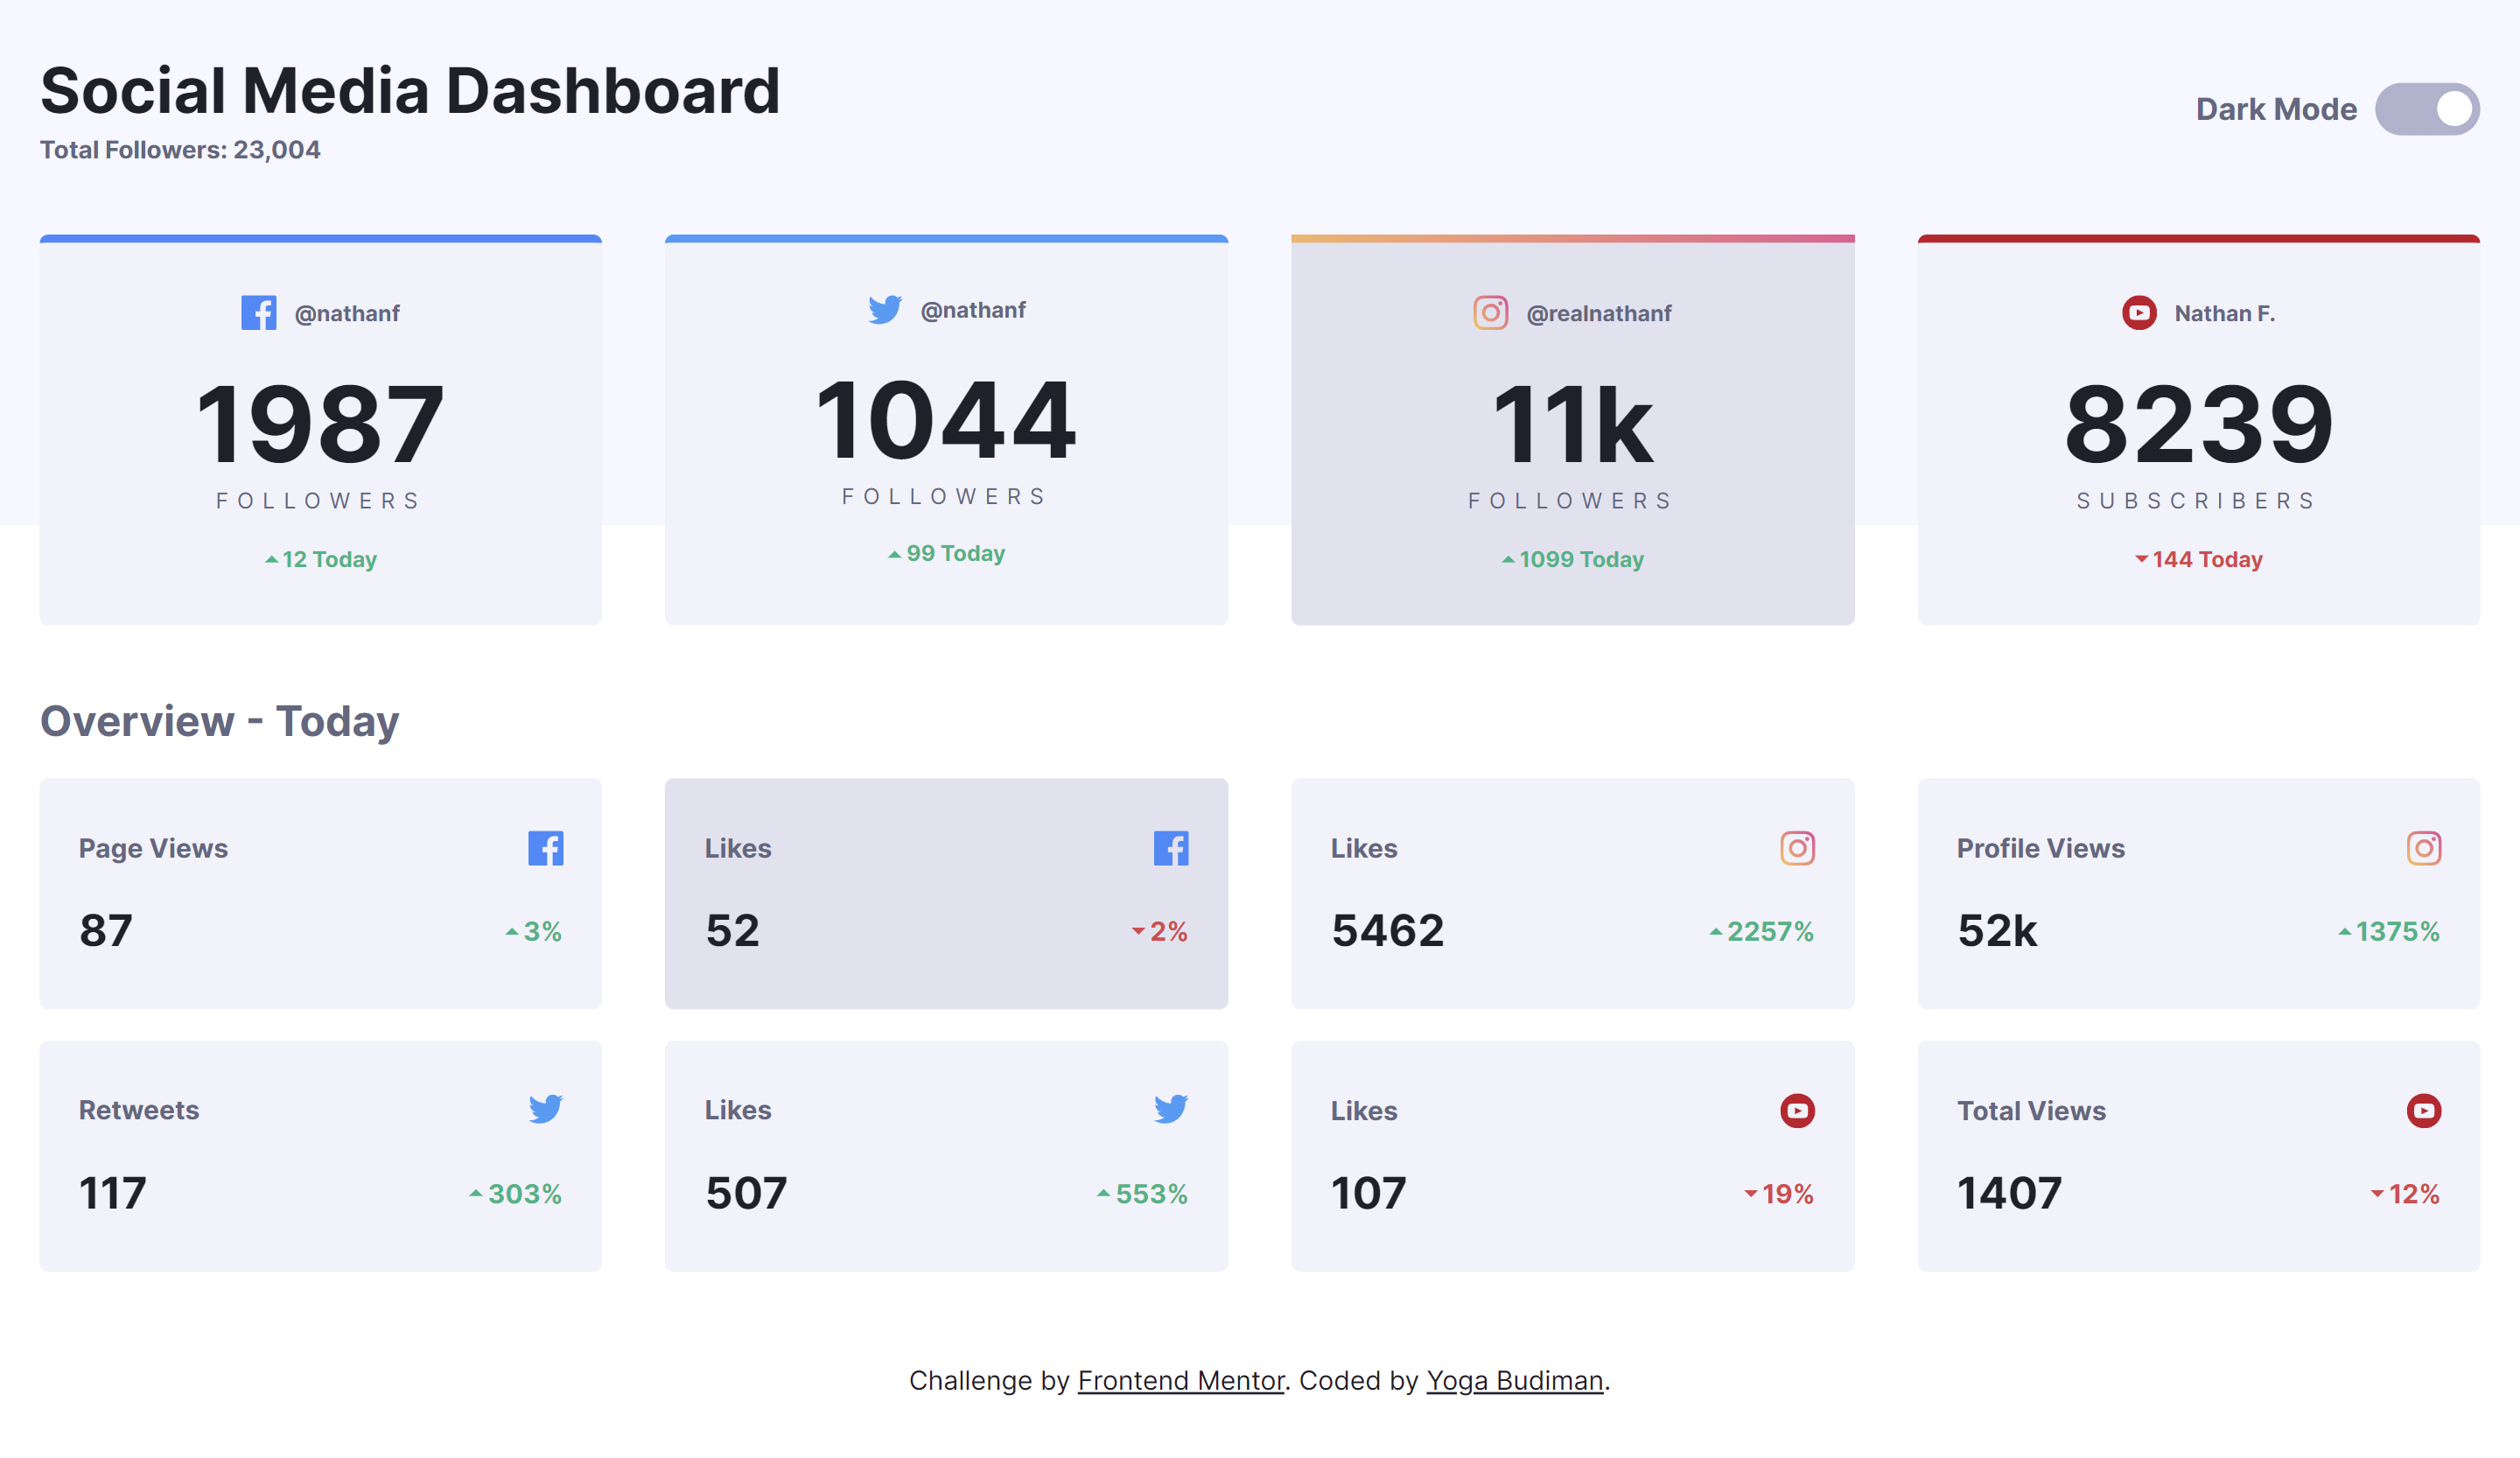 Social Media Dashboard
Total Followers: 23,004
Dark Mode
@nathanf
1987
FOLLOWERS
12 Today
@nathanf
1044
FOLLOWERS
99 Today
@realnathanf
11k
FOLLOWERS
1099 Today
Nathan F.
8239
SUBSCRIBERS
144 Today
Overview - Today
Page Views
87
3%
Likes
52
2%
Likes
5462
2257%
Profile Views
52k
1375%
Retweets
117
303%
Likes
507
553%
Likes
107
19%
Total Views
1407
12%
Challenge by Frontend Mentor. Coded by Yoga Budiman.